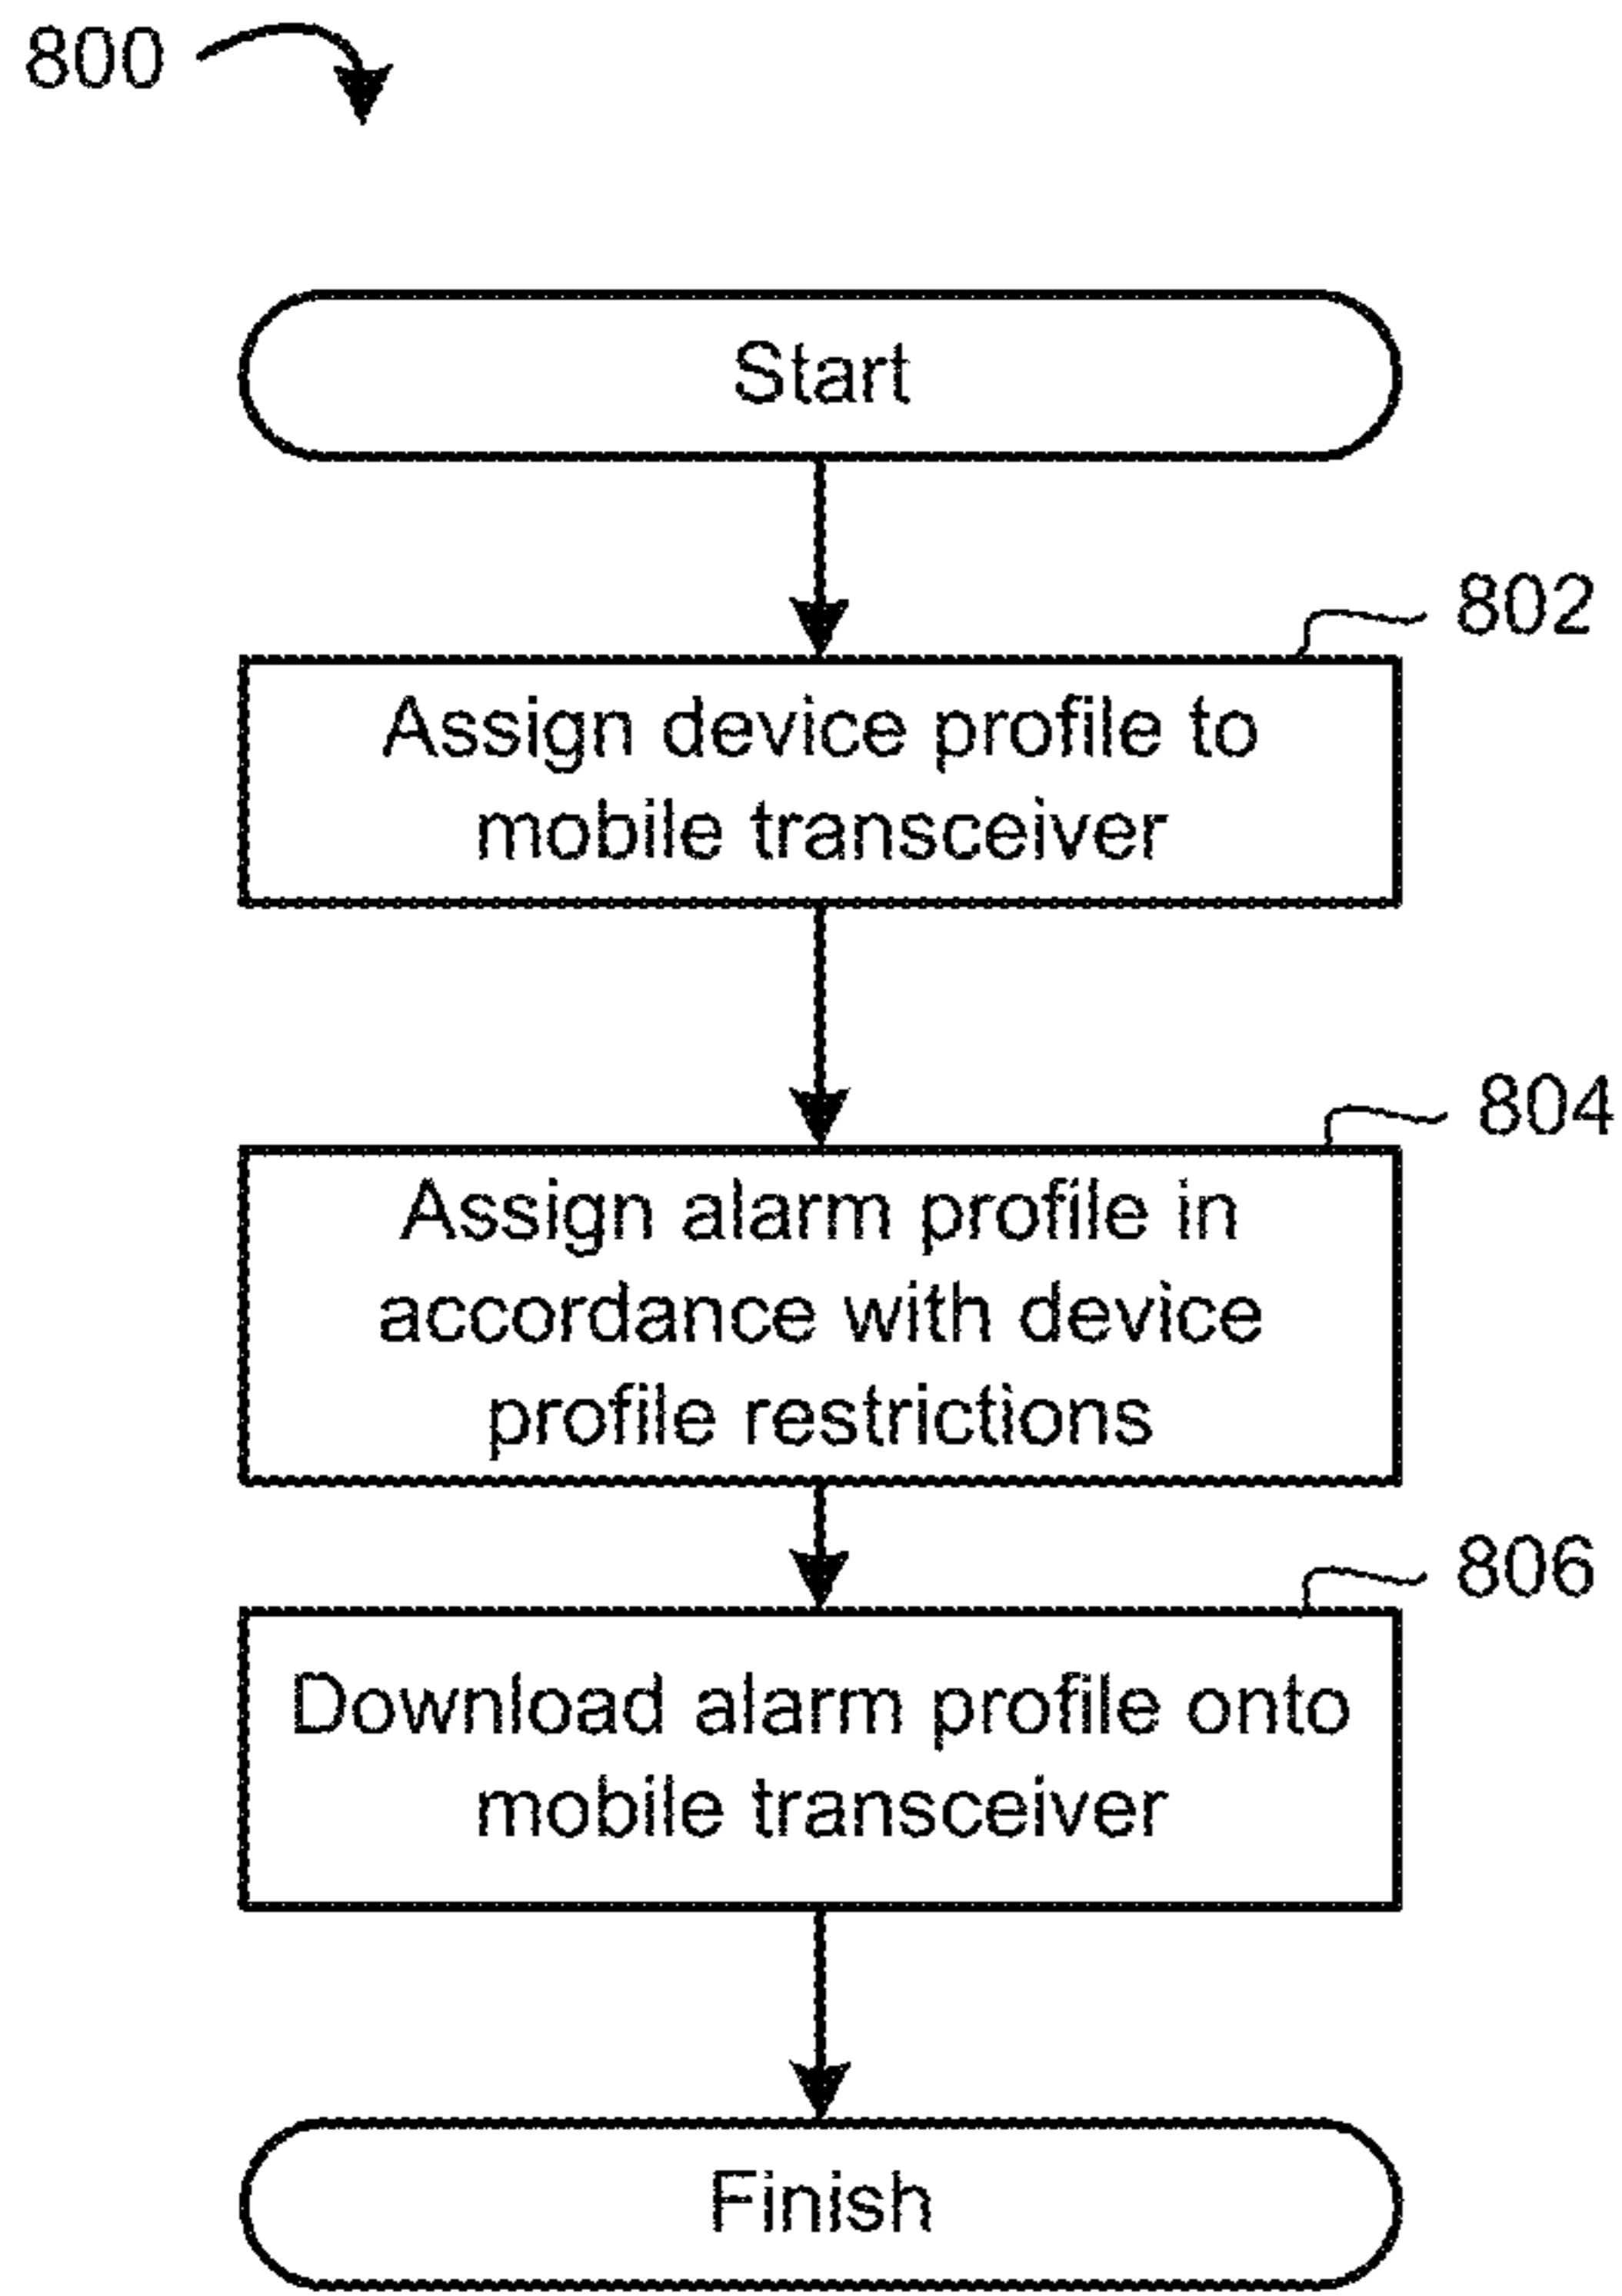 800
Start
802
Assign device profile to
mobile transceiver
804
Assign alarm profile in
accordance with device
profile restrictions
806
Download alarm profile onto
mobile transceiver
Finish